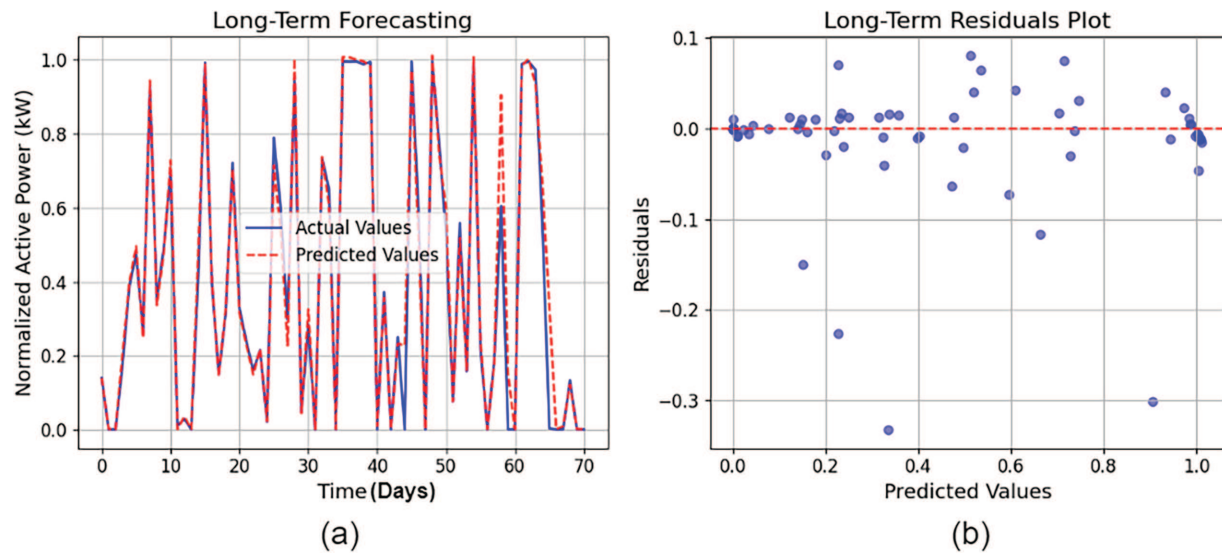 Long-Term Forecasting
Normalized Active Power (kW)
1.0
0.8
0.6
0.4
0.2
0.0
Actual Values
Predicted Values
0 10 20 30 40 50 60 70
Time (Days)
(a)
Long-Term Residuals Plot
Residuals
0.1
0.0
−0.1
−0.2
−0.3
0.0 0.2 0.4 0.6 0.8 1.0
Predicted Values
(b)